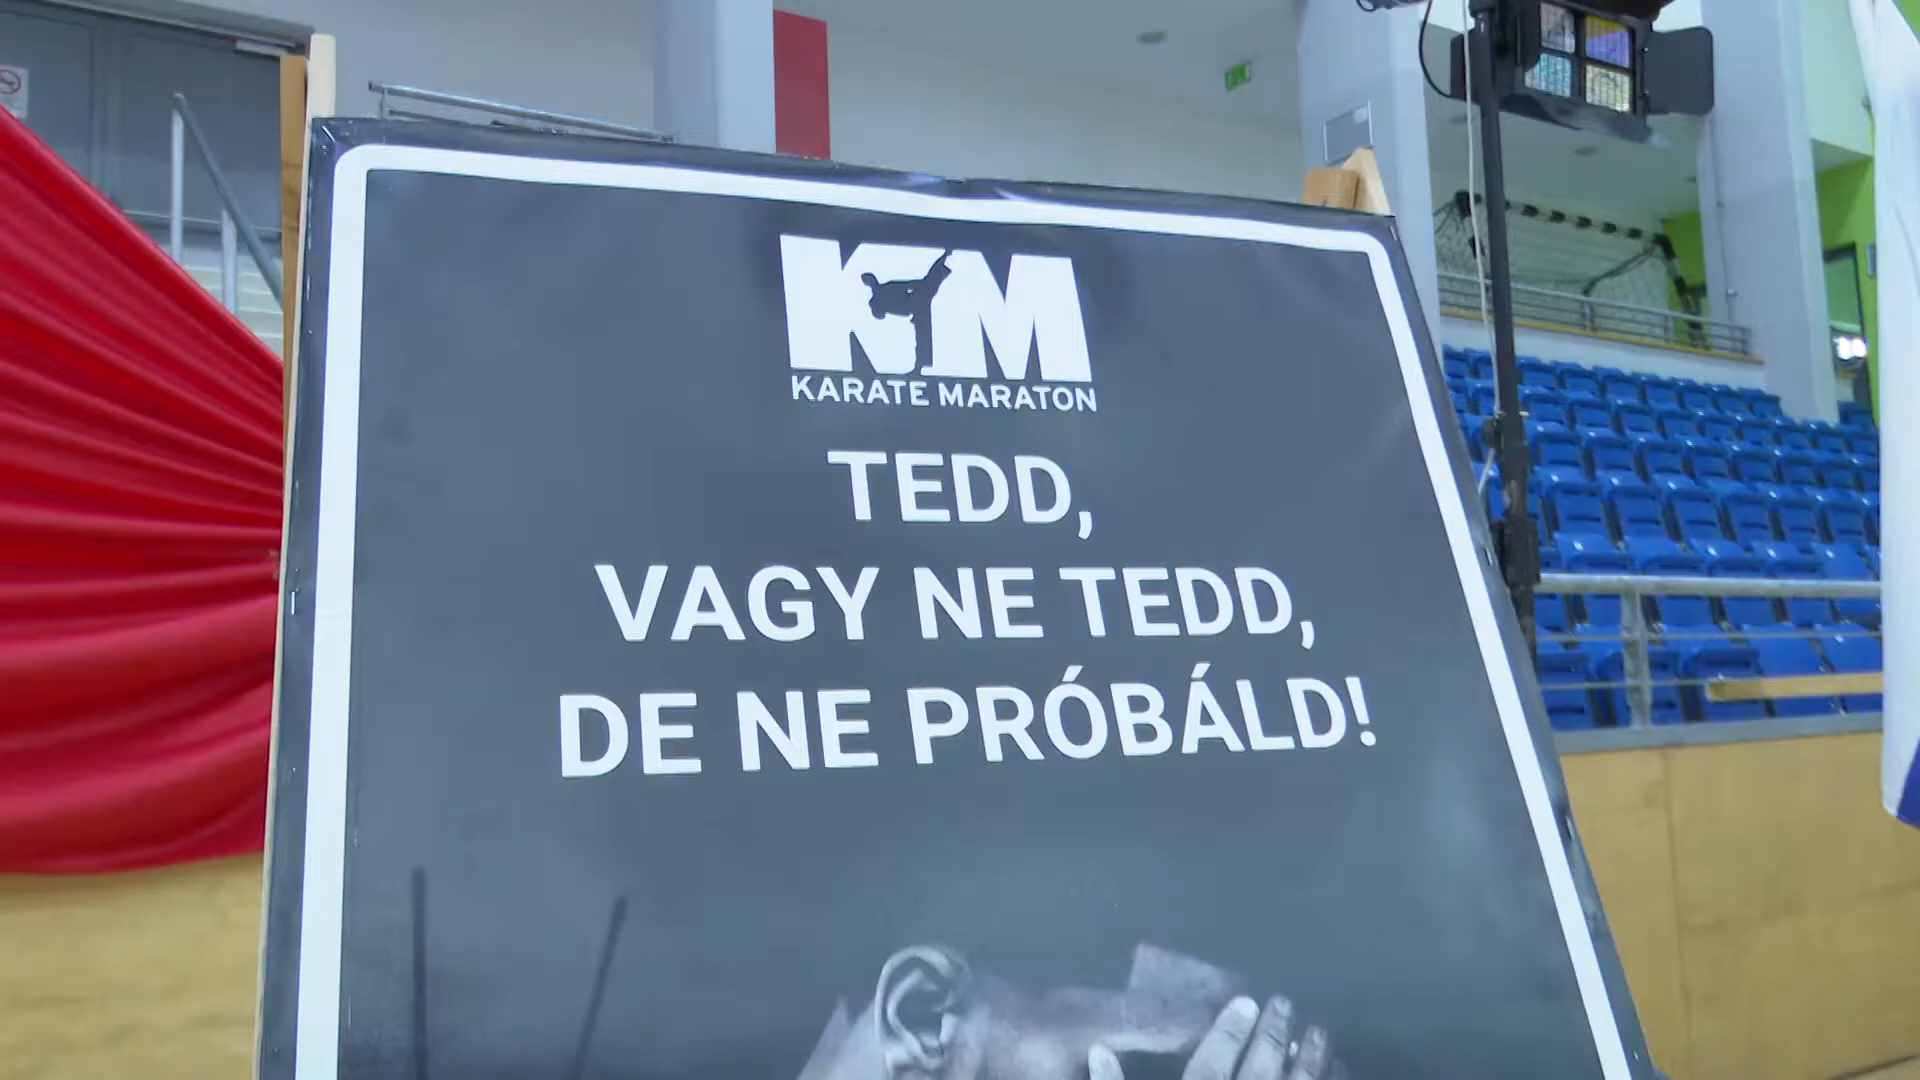 KM
KARATE MARATON
TEDD,
VAGY NE TEDD,
DE NE PRÓBÁLD!